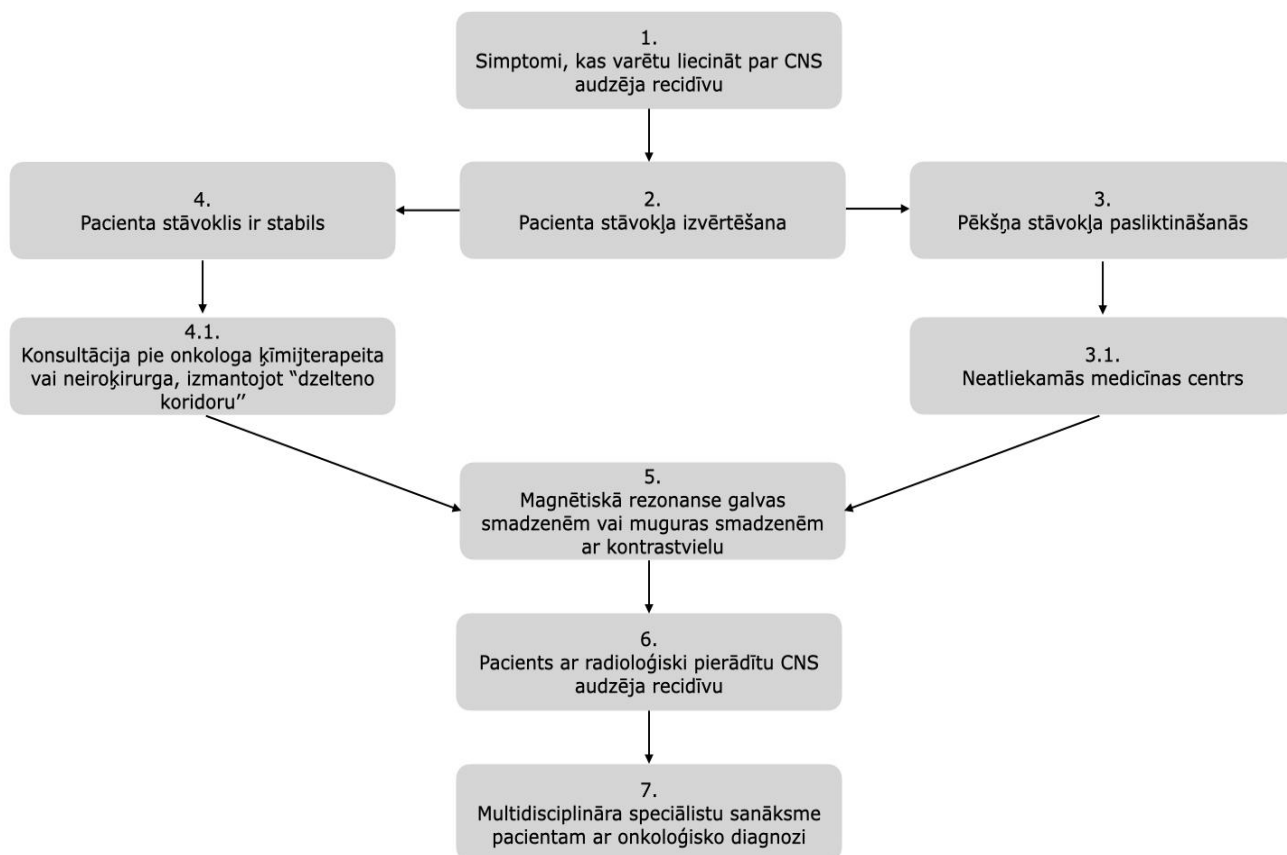 1.
Simptomi, kas varētu liecināt par CNS
audzēja recidīvu
4.
Pacienta stāvoklis ir stabils
2.
Pacienta stāvokļa izvērtēšana
3.
Pēkšņa stāvokļa pasliktināšanās
4.1.
Konsultācija pie onkologa ķīmijterapeita
vai neiroķirurga, izmantojot “dzelteno
koridoru”
3.1.
Neatliekamās medicīnas centrs
5.
Magnētiskā rezonanse galvas
smadzenēm vai muguras smadzenēm
ar kontrastvielu
6.
Pacients ar radioloģiski pierādītu CNS
audzēja recidīvu
7.
Multidisciplināra speciālistu sanāksme
pacientam ar onkoloģisko diagnozi